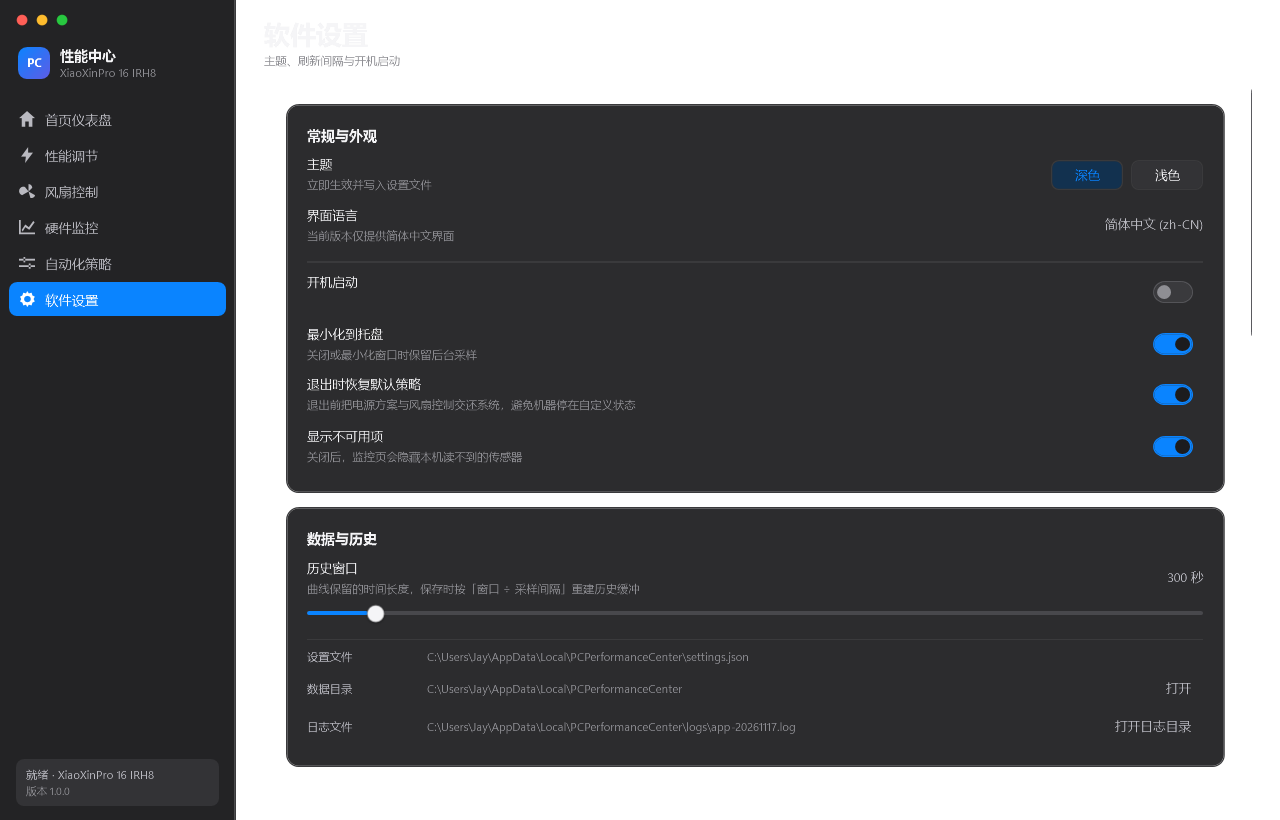 PC
性能中心
XiaoXinPro 16 IRH8
首页仪表盘
性能调节
风扇控制
硬件监控
自动化策略
软件设置
就绪 · XiaoXinPro 16 IRH8
版本 1.0.0
软件设置
主题、刷新间隔与开机启动
常规与外观
主题
立即生效并写入设置文件
深色
浅色
界面语言
当前版本仅提供简体中文界面
简体中文 (zh-CN)
开机启动
最小化到托盘
关闭或最小化窗口时保留后台采样
退出时恢复默认策略
退出前把电源方案与风扇控制交还系统，避免机器停在自定义状态
显示不可用项
关闭后，监控页会隐藏本机读不到的传感器
数据与历史
历史窗口
曲线保留的时间长度，保存时按「窗口 ÷ 采样间隔」重建历史缓冲
300 秒
设置文件
C:\Users\Jay\AppData\Local\PCPerformanceCenter\settings.json
数据目录
C:\Users\Jay\AppData\Local\PCPerformanceCenter
打开
日志文件
C:\Users\Jay\AppData\Local\PCPerformanceCenter\logs\app-20261117.log
打开日志目录